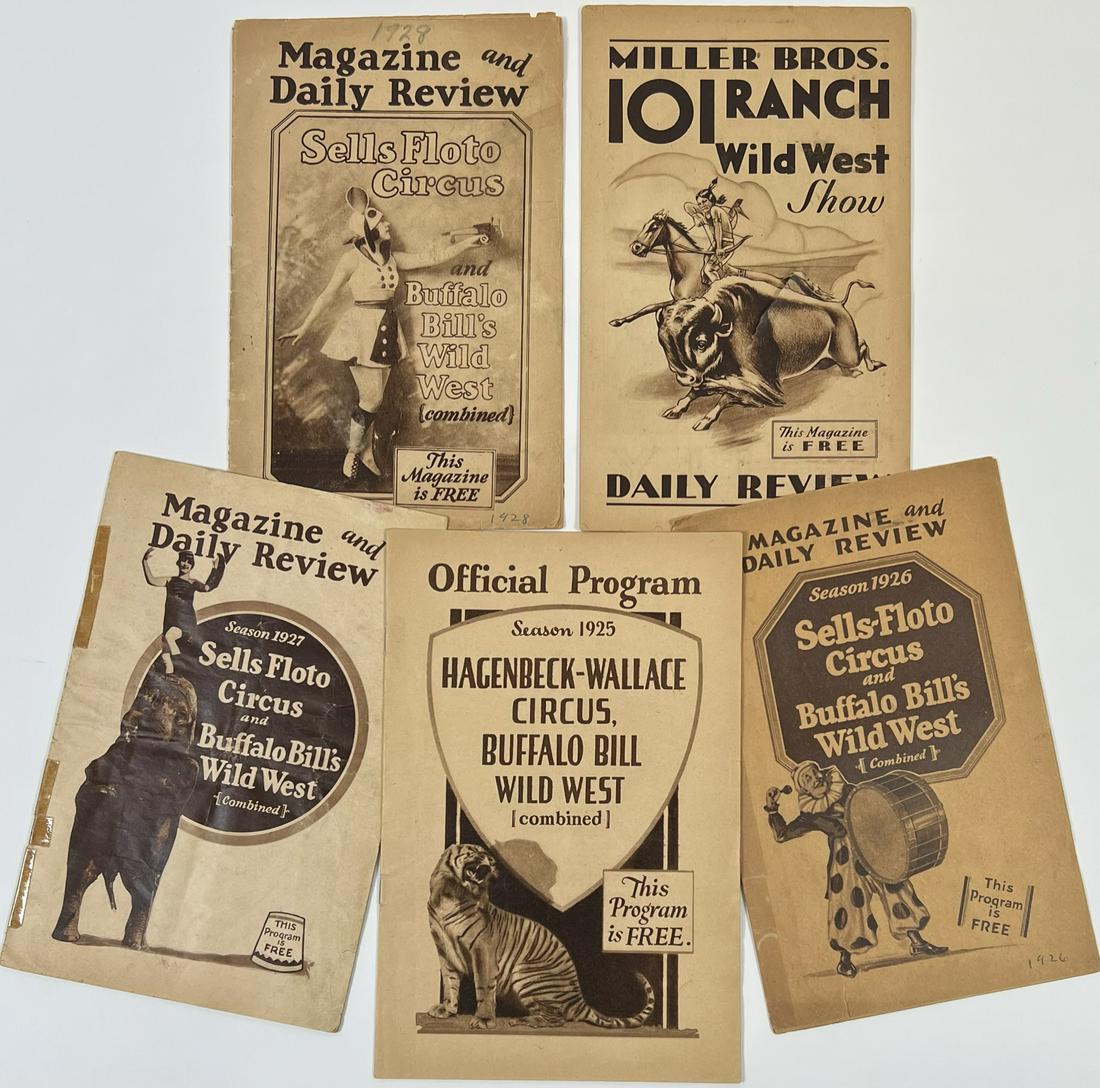 1928
Magazine and
Daily Review
Sells Floto
Circus
and
Buffalo
Bill's
Wild
West
{combined}
This
Magazine
is FREE
1928
MILLER BROS.
101 RANCH
Wild West
Show
This Magazine
is FREE
DAILY REVIEW
Magazine and
Daily Review
Season 1927
Sells Floto
Circus
and
Buffalo Bill's
Wild West
{Combined}
THIS
Program
is
FREE
Official Program
Season 1925
HAGENBECK-WALLACE
CIRCUS,
BUFFALO BILL
WILD WEST
[combined]
This
Program
is FREE.
MAGAZINE and
DAILY REVIEW
Season 1926
Sells-Floto
Circus
and
Buffalo Bill's
Wild West
{Combined}
This
Program
is
FREE
1926